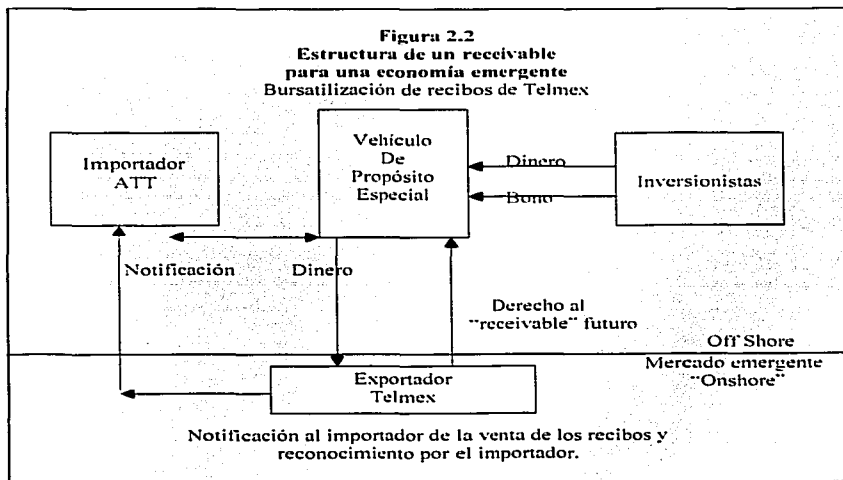 Figura 2.2
Estructura de un receivable
para una economía emergente
Bursatilización de recibos de Telmex
Importador
ATT
Vehículo
De
Propósito
Especial
Dinero
Bono
Inversionistas
Notificación
Dinero
Derecho al
"receivable" futuro
Off Shore
Mercado emergente
"Onshore"
Exportador
Telmex
Notificación al importador de la venta de los recibos y
reconocimiento por el importador.